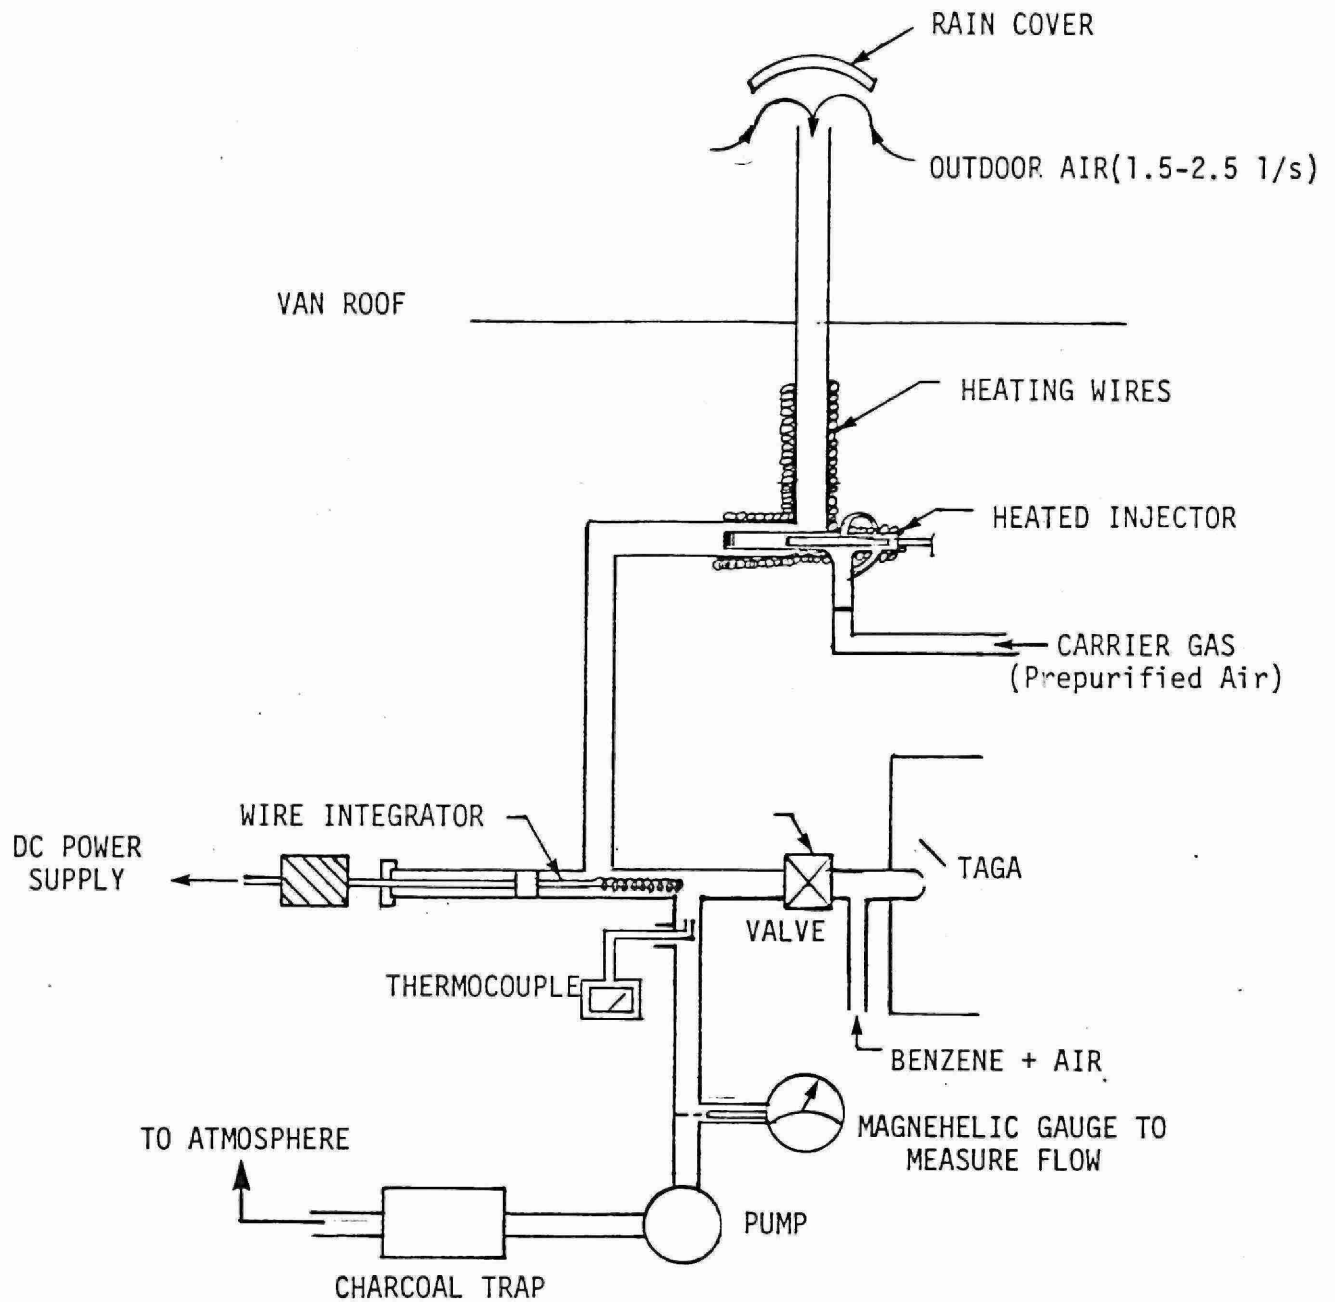 RAIN COVER
OUTDOOR AIR(1.5-2.5 l/s)
VAN ROOF
HEATING WIRES
HEATED INJECTOR
CARRIER GAS
(Prepurified Air)
WIRE INTEGRATOR
DC POWER
SUPPLY
TAGA
VALVE
THERMOCOUPLE
BENZENE + AIR
MAGNEHELIC GAUGE TO
MEASURE FLOW
TO ATMOSPHERE
PUMP
CHARCOAL TRAP